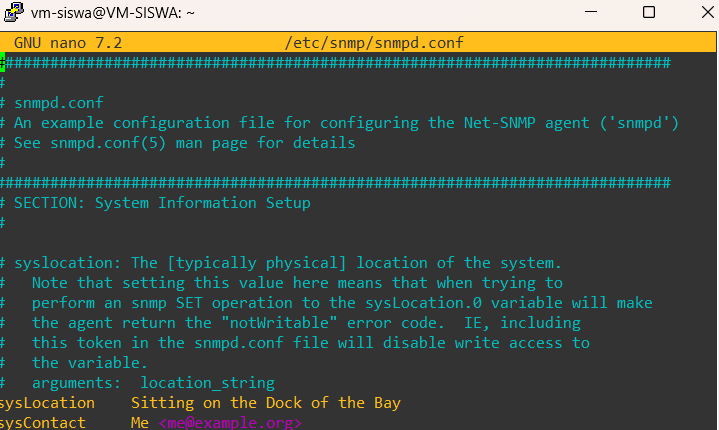 vm-siswa@VM-SISWA: ~
GNU nano 7.2 /etc/snmp/snmpd.conf
###########################################################################
#
# snmpd.conf
# An example configuration file for configuring the Net-SNMP agent ('snmpd')
# See snmpd.conf(5) man page for details
#
###########################################################################
# SECTION: System Information Setup
#

# syslocation: The [typically physical] location of the system.
#   Note that setting this value here means that when trying to
#   perform an snmp SET operation to the sysLocation.0 variable will make
#   the agent return the "notWritable" error code.  IE, including
#   this token in the snmpd.conf file will disable write access to
#   the variable.
#   arguments:  location_string
sysLocation    Sitting on the Dock of the Bay
sysContact     Me <me@example.org>